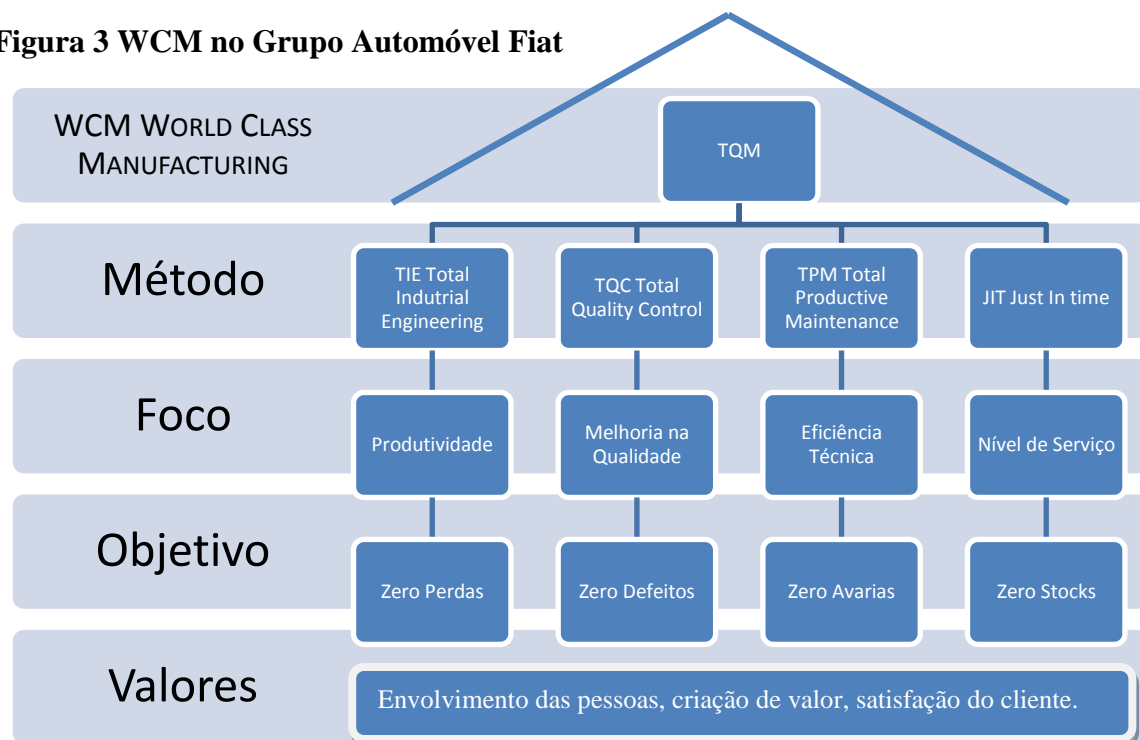 Figura 3 WCM no Grupo Automóvel Fiat
WCM WORLD CLASS
MANUFACTURING
TQM
Método
TIE Total
Indutrial
Engineering
TQC Total
Quality Control
TPM Total
Productive
Maintenance
JIT Just In time
Foco
Produtividade
Melhoria na
Qualidade
Eficiência
Técnica
Nível de Serviço
Objetivo
Zero Perdas
Zero Defeitos
Zero Avarias
Zero Stocks
Valores
Envolvimento das pessoas, criação de valor, satisfação do cliente.